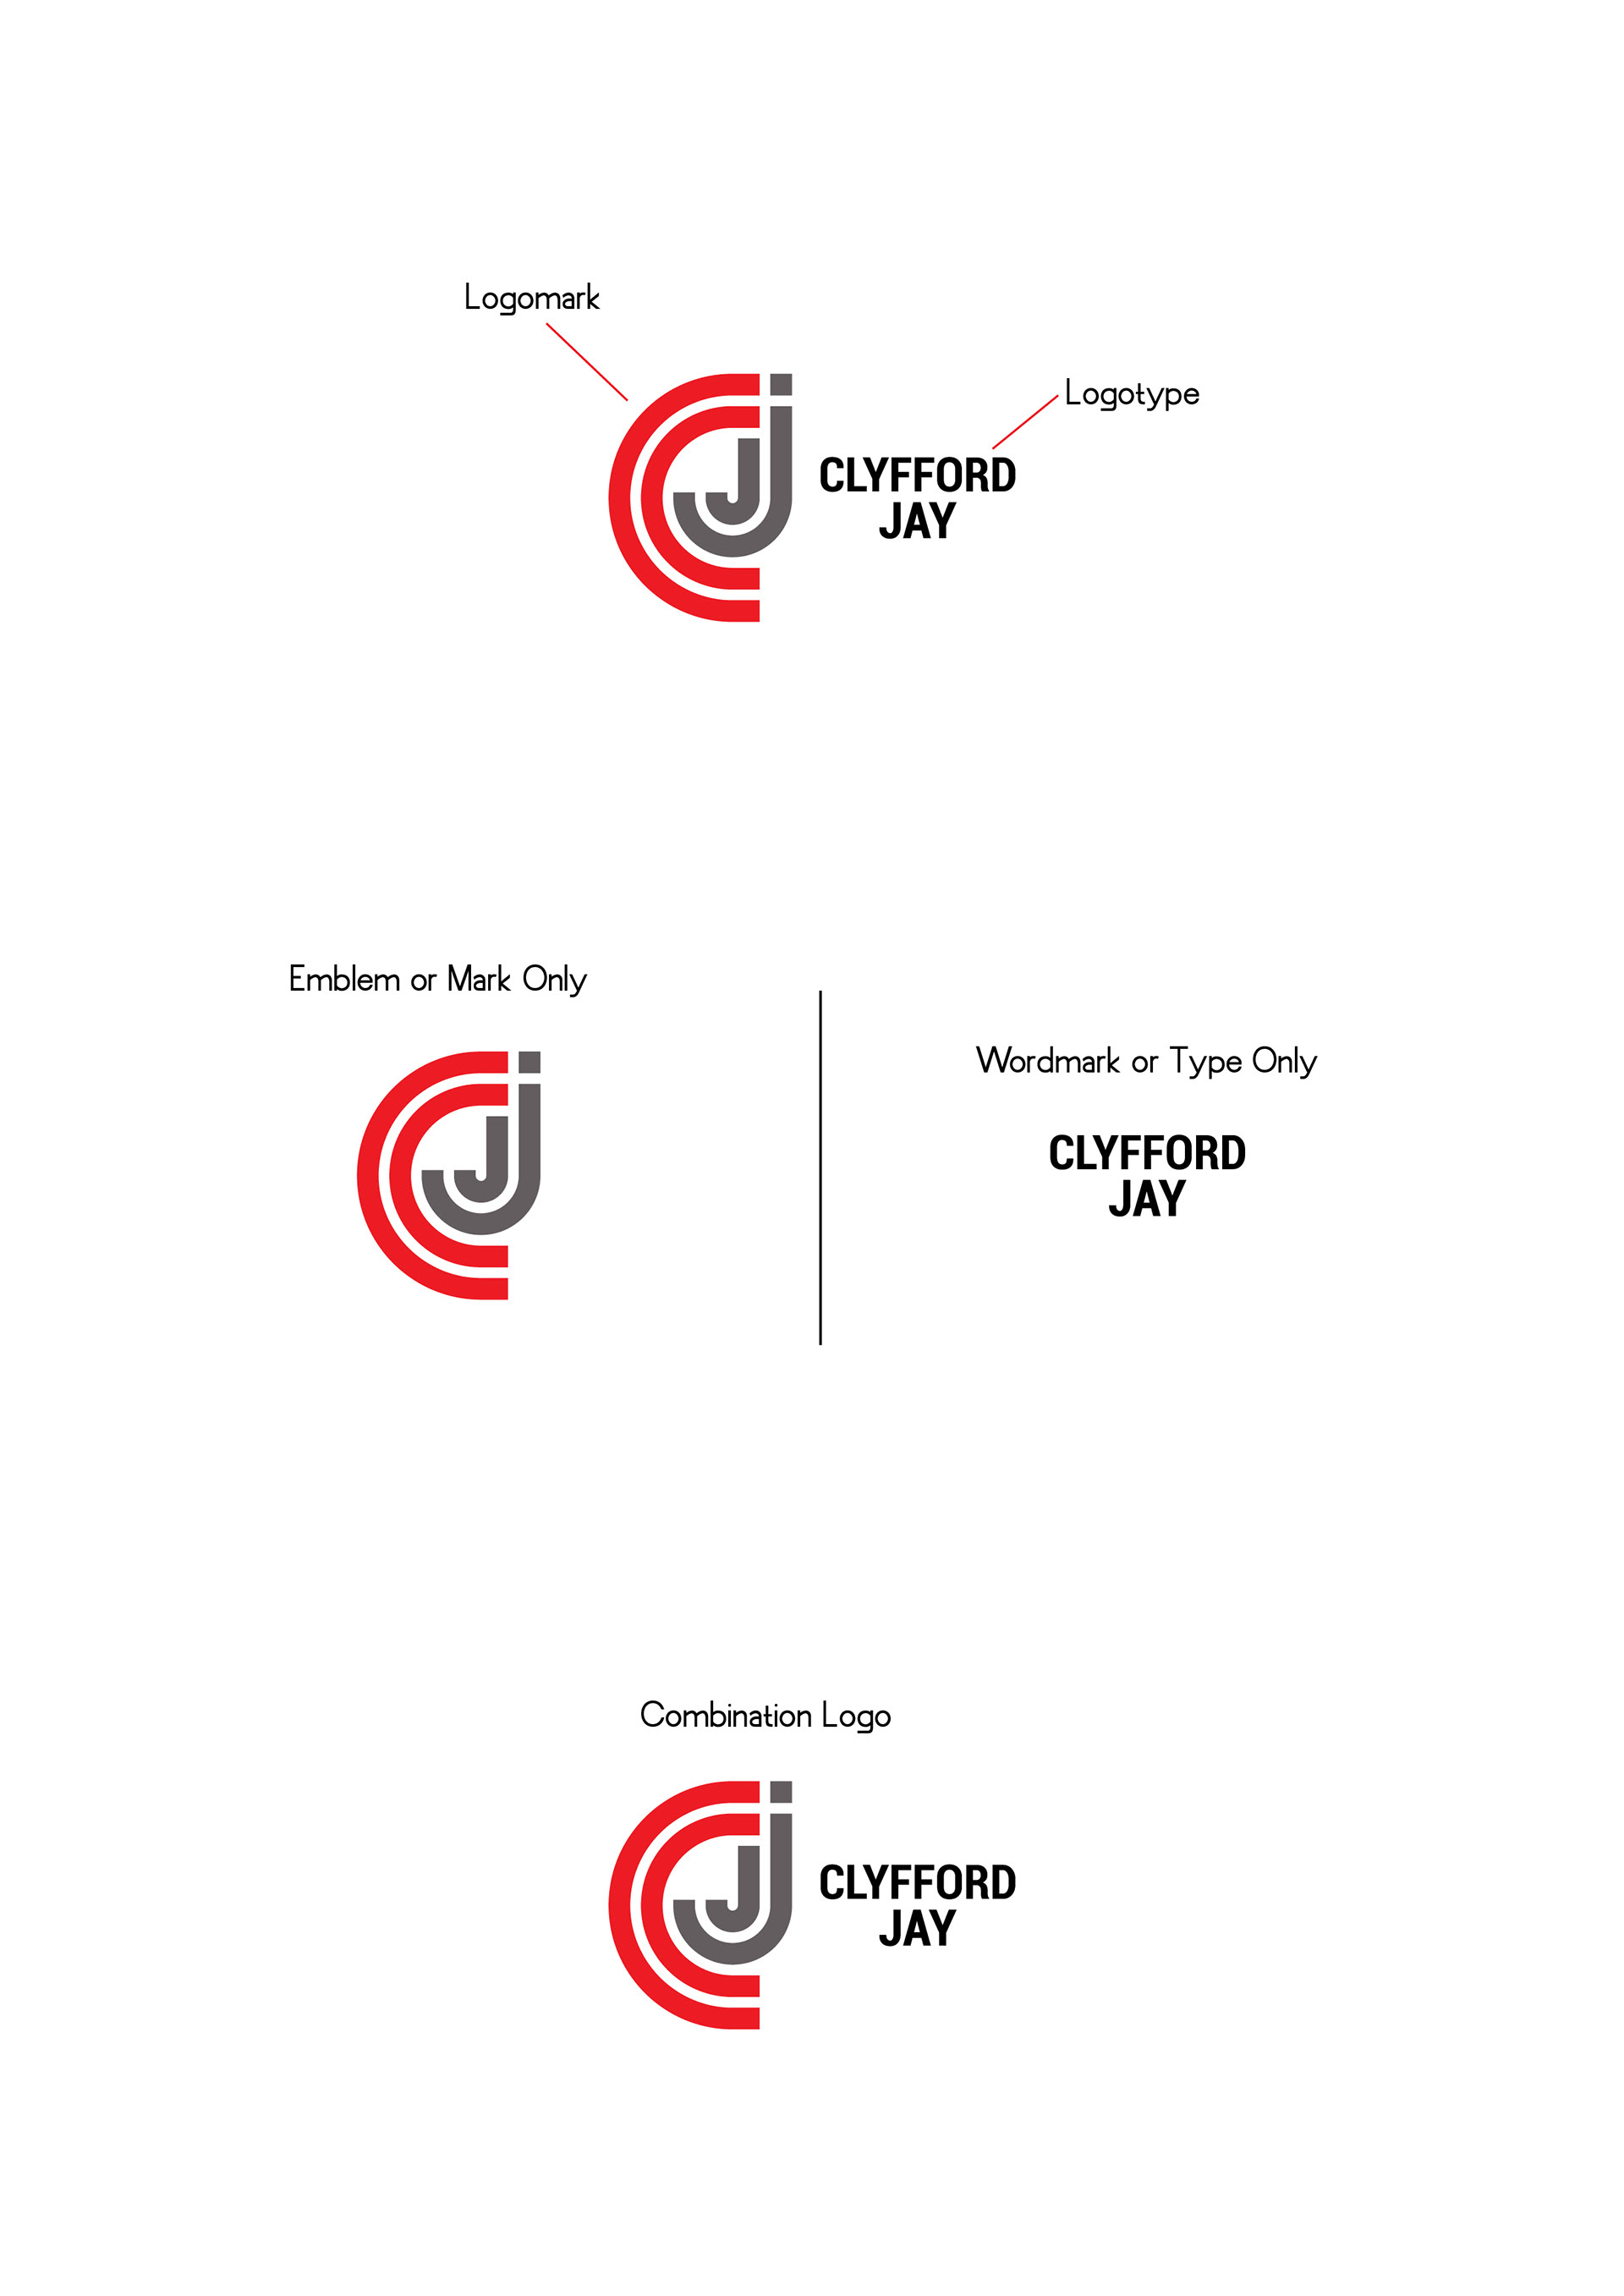 Logomark
Logotype
CLYFFORD
JAY
Emblem or Mark Only
Wordmark or Type Only
CLYFFORD
JAY
Combination Logo
CLYFFORD
JAY